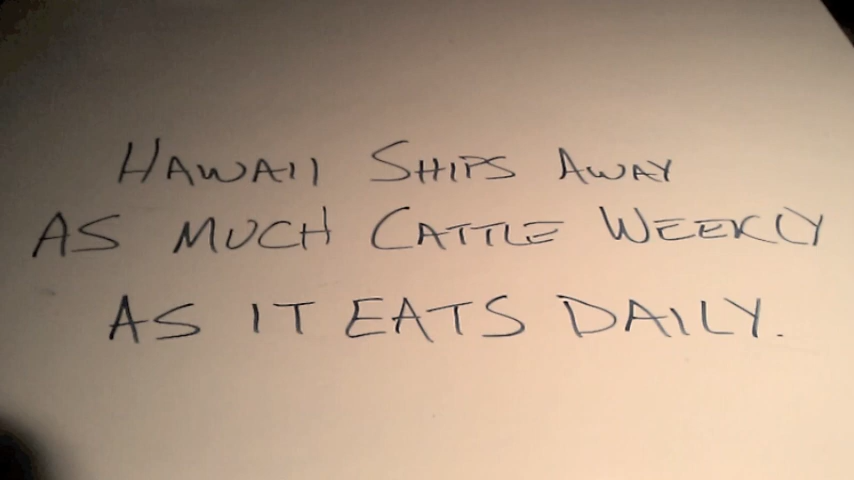 HAWAII SHIPS AWAY
AS MUCH CATTLE WEEKLY
AS IT EATS DAILY.